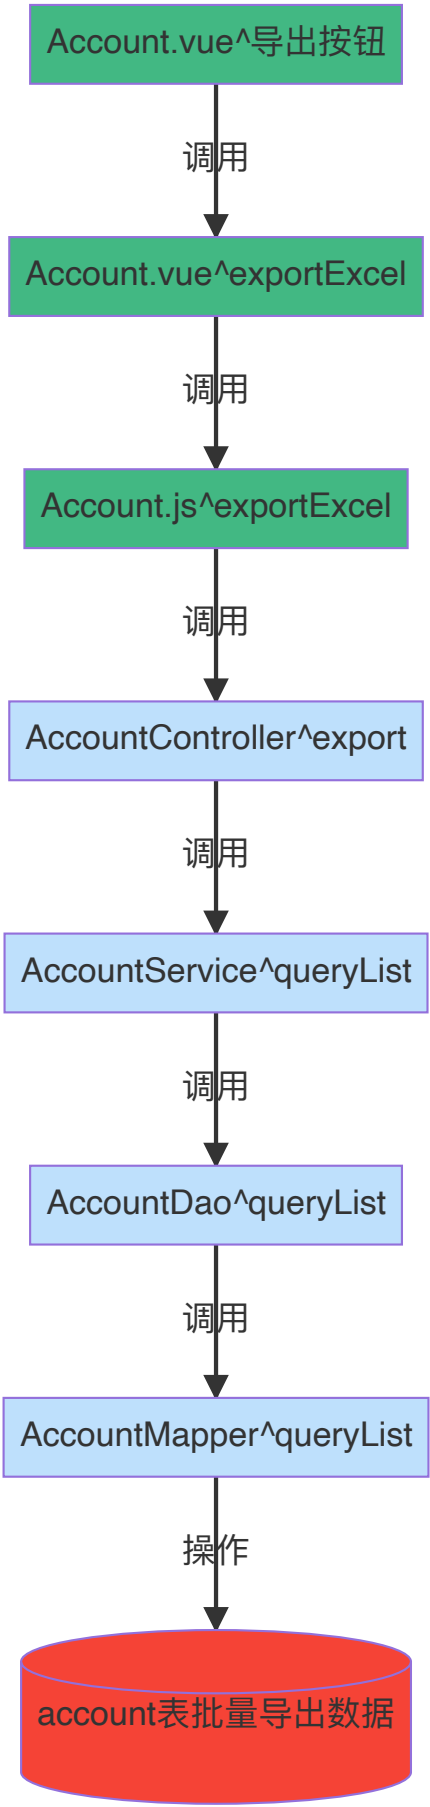 Account.vue^导出按钮
调用
Account.vue^exportExcel
调用
Account.js^exportExcel
调用
AccountController^export
调用
AccountService^queryList
调用
AccountDao^queryList
调用
AccountMapper^queryList
操作
account表批量导出数据